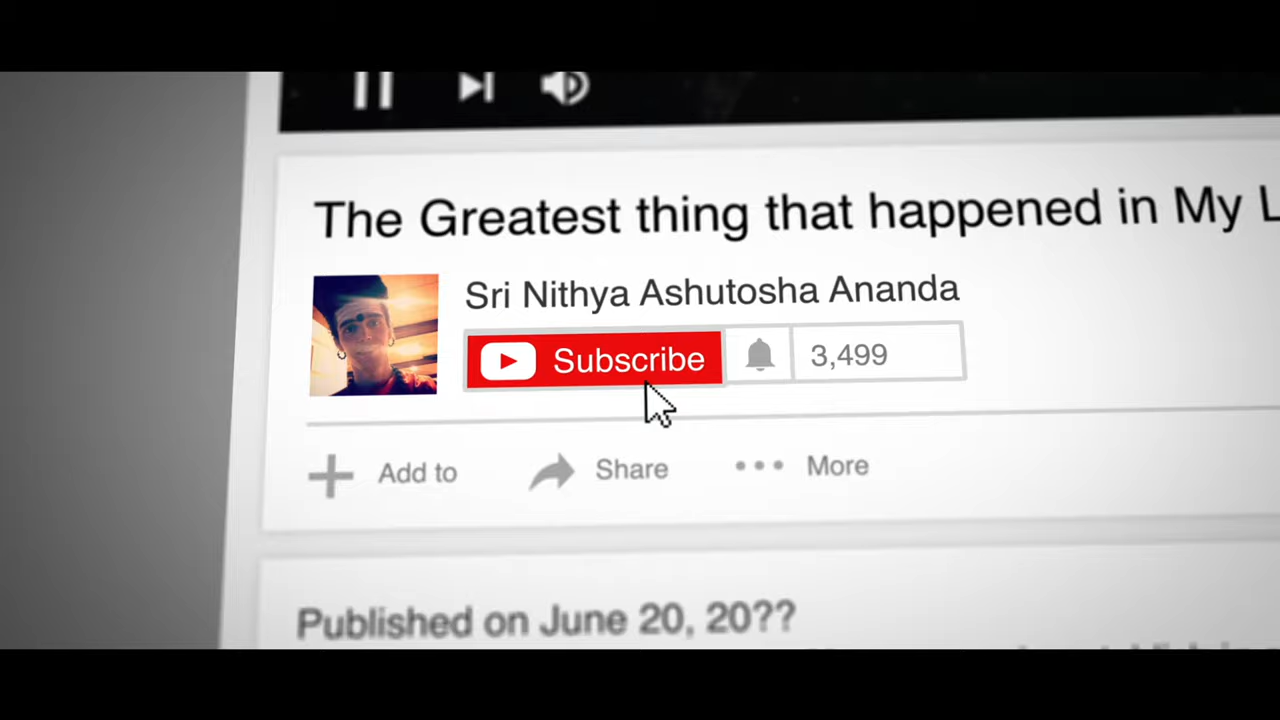 The Greatest thing that happened in My
Sri Nithya Ashutosha Ananda
Subscribe 3,499
Add to Share More
Published on June 20, 20??